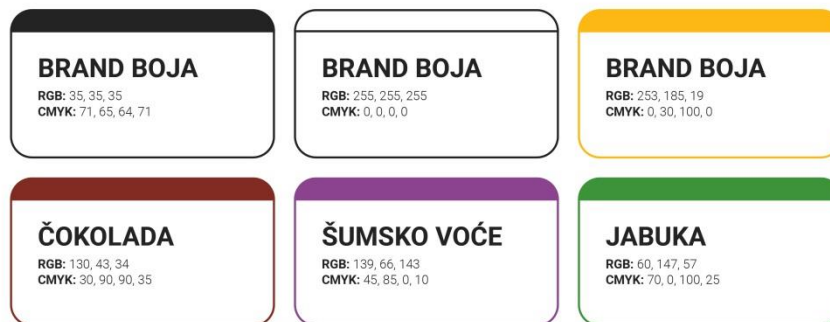 BRAND BOJA
RGB: 35, 35, 35
CMYK: 71, 65, 64, 71
BRAND BOJA
RGB: 255, 255, 255
CMYK: 0, 0, 0, 0
BRAND BOJA
RGB: 253, 185, 19
CMYK: 0, 30, 100, 0
ČOKOLADA
RGB: 130, 43, 34
CMYK: 30, 90, 90, 35
ŠUMSKO VOĆE
RGB: 139, 66, 143
CMYK: 45, 85, 0, 10
JABUKA
RGB: 60, 147, 57
CMYK: 70, 0, 100, 25